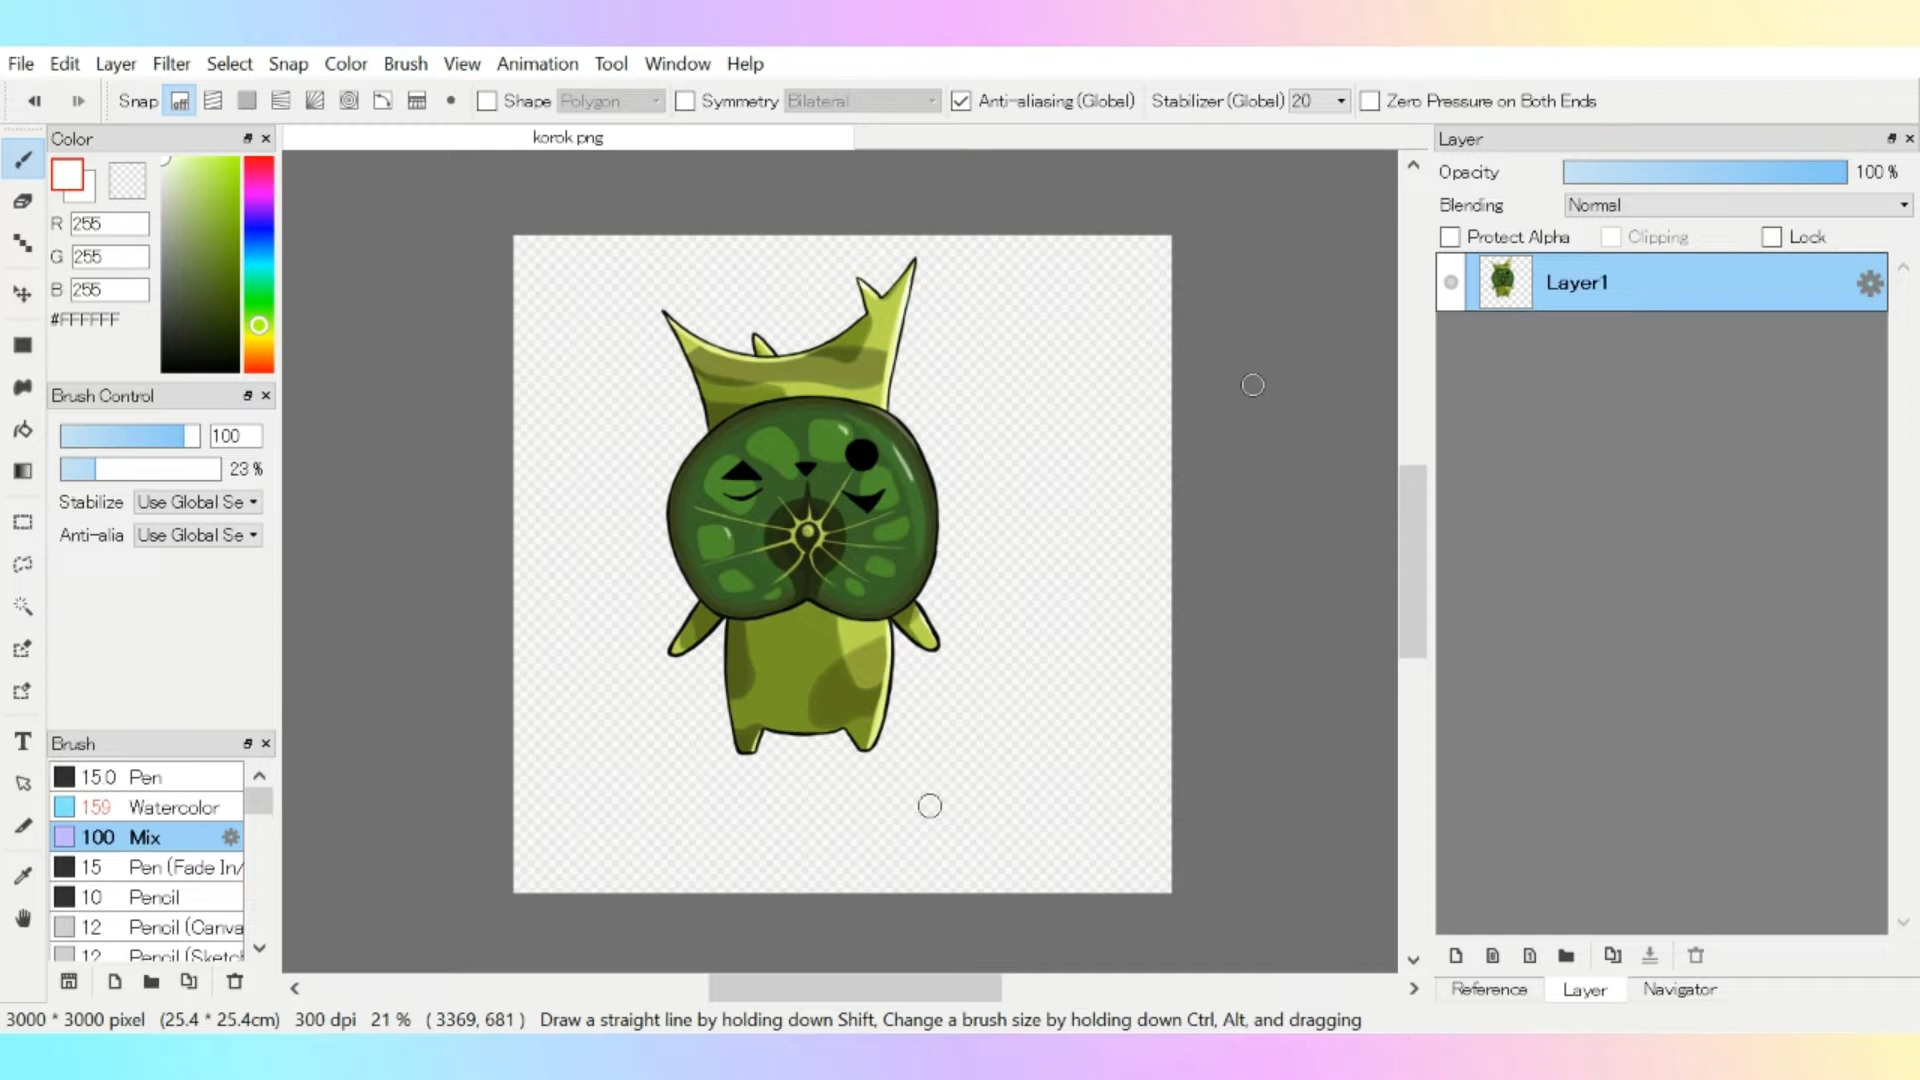 File Edit Layer Filter Select Snap Color Brush View Animation Tool Window Help
Snap off Shape Polygon Symmetry Bilateral Anti-aliasing (Global) Stabilizer (Global) 20 Zero Pressure on Both Ends
Color
korok.png
Layer
R 255
G 255
B 255
#FFFFFF
Opacity 100 %
Blending Normal
Protect Alpha Clipping Lock
Layer1
Brush Control
100
23 %
Stabilize Use Global Se
Anti-alia Use Global Se
Brush
15.0 Pen
159 Watercolor
100 Mix
15 Pen (Fade In/
10 Pencil
12 Pencil (Canva
12 Pencil (Sketch
T
Reference Layer Navigator
3000 * 3000 pixel (25.4 * 25.4cm) 300 dpi 21 % ( 3369, 681 ) Draw a straight line by holding down Shift, Change a brush size by holding down Ctrl, Alt, and dragging